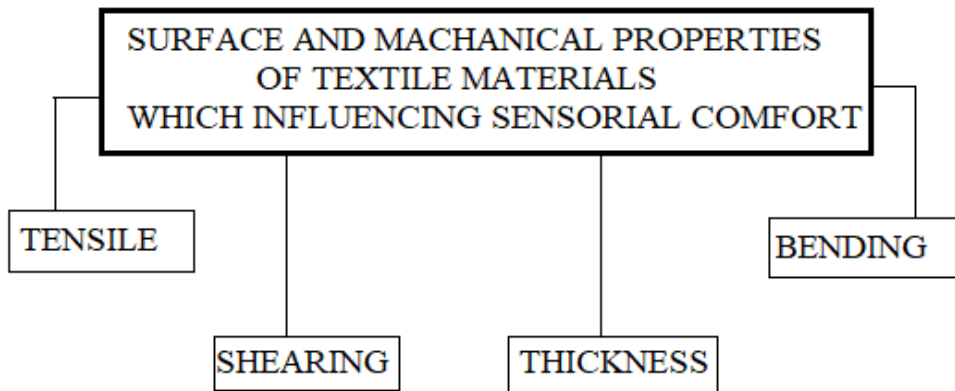 SURFACE AND MACHANICAL PROPERTIES
OF TEXTILE MATERIALS
WHICH INFLUENCING SENSORIAL COMFORT
TENSILE
BENDING
SHEARING
THICKNESS